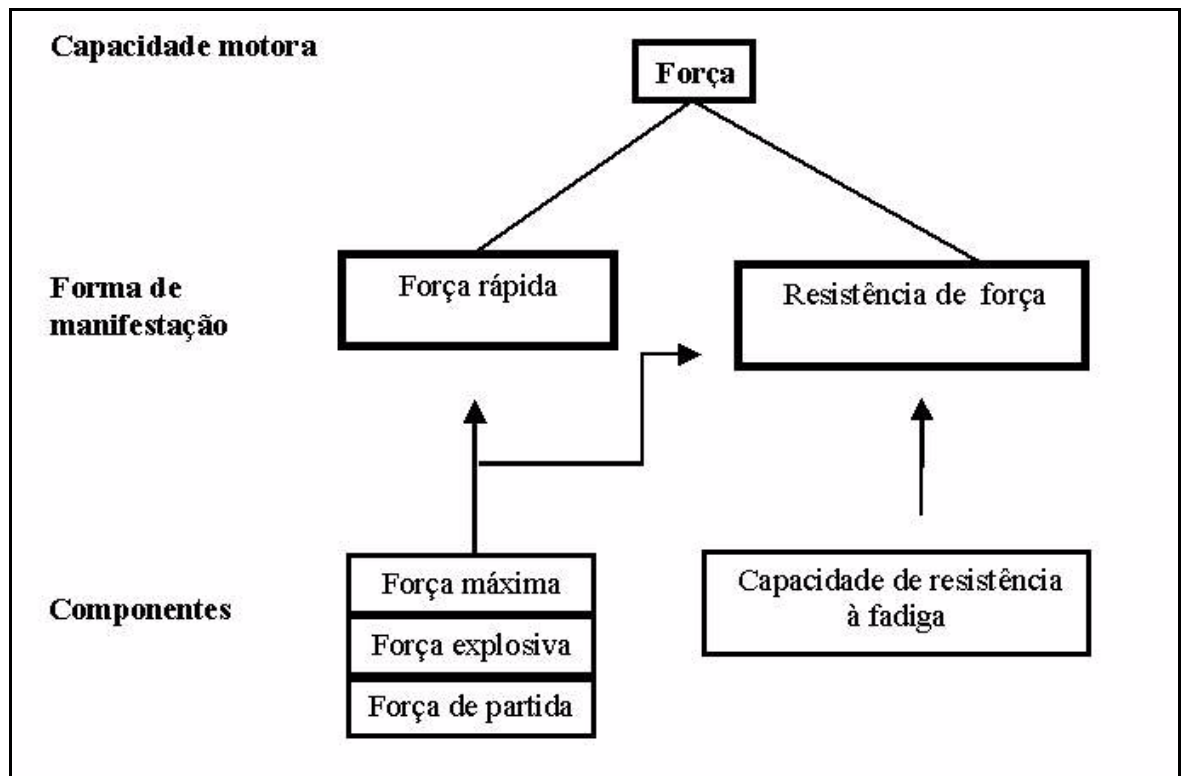 Capacidade motora
Força
Forma de
manifestação
Força rápida
Resistência de força
Componentes
Força máxima
Força explosiva
Força de partida
Capacidade de resistência
à fadiga